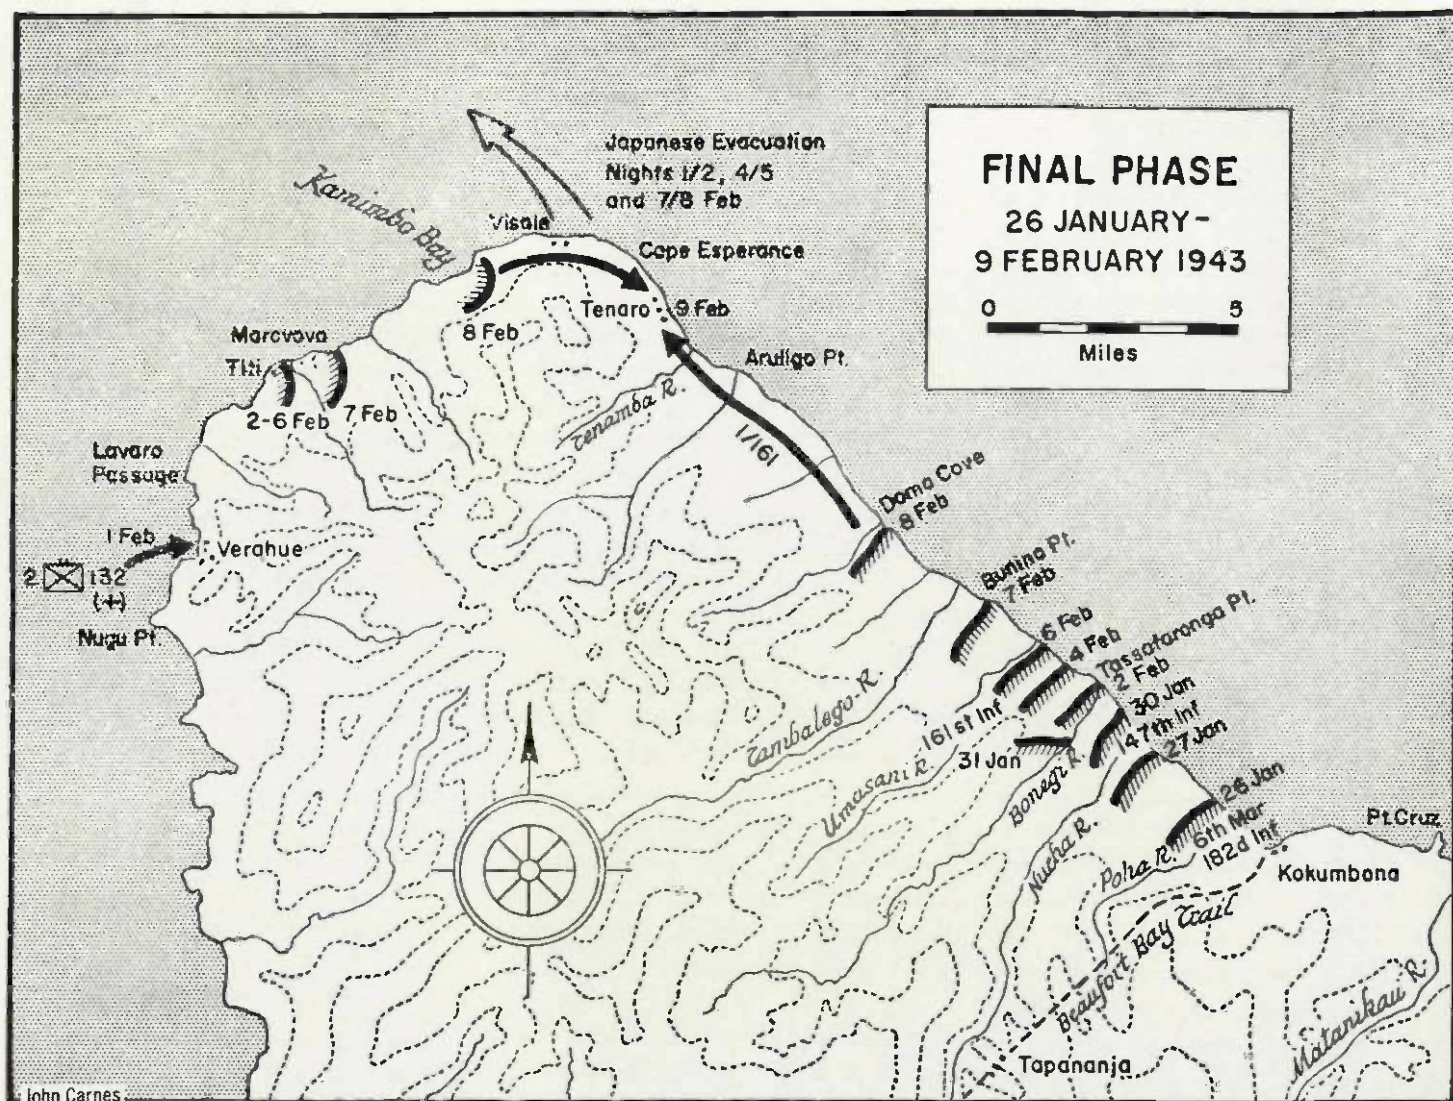 FINAL PHASE
26 JANUARY-
9 FEBRUARY 1943
0 5
Miles
Japanese Evacuation
Nights 1/2, 4/5
and 7/8 Feb
Kamimbo Bay
Visale
Cape Esperance
Tenaro
9 Feb
8 Feb
Marovovo
Titi
2-6 Feb
7 Feb
Aruligo Pt.
Tenamba R.
1/161
Lavaro
Passage
1 Feb
Verahue
2 132
(+)
Nugu Pt.
Doma Cove
8 Feb
Bunina Pt.
7 Feb
6 Feb
4 Feb
Tassafaronga Pt.
2 Feb
30 Jan
147th Inf
27 Jan
161st Inf
31 Jan
Tambalego R.
Umasani R.
Bonegi R.
Nucha R.
Poha R.
26 Jan
6th Mar
182d Inf
Pt. Cruz
Kokumbona
Beaufort Bay Trail
Tapananja
Matanikau R.
John Carnes